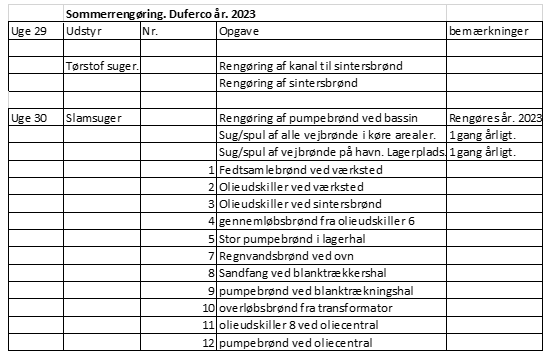 Sommerrengøring. Duferco år. 2023
Uge 29 Udstyr Nr. Opgave bemærkninger
Tørstof suger. Rengøring af kanal til sintersbrønd
Rengøring af sintersbrønd
Uge 30 Slamsuger Rengøring af pumpebrønd ved bassin Rengøres år. 2023
Sug/spul af alle vejbrønde i køre arealer. 1 gang årligt.
Sug/spul af vejbrønde på havn. Lagerplads. 1 gang årligt.
1 Fedtsamlebrønd ved værksted
2 Olieudskiller ved værksted
3 Olieudskiller ved sintersbrønd
4 gennemløbsbrønd fra olieudskiller 6
5 Stor pumpebrønd i lagerhal
7 Regnvandsbrønd ved ovn
8 Sandfang ved blanktrækkershal
9 pumpebrønd ved blanktrækningshal
10 overløbsbrønd fra transformator
11 olieudskiller 8 ved oliecentral
12 pumpebrønd ved oliecentral